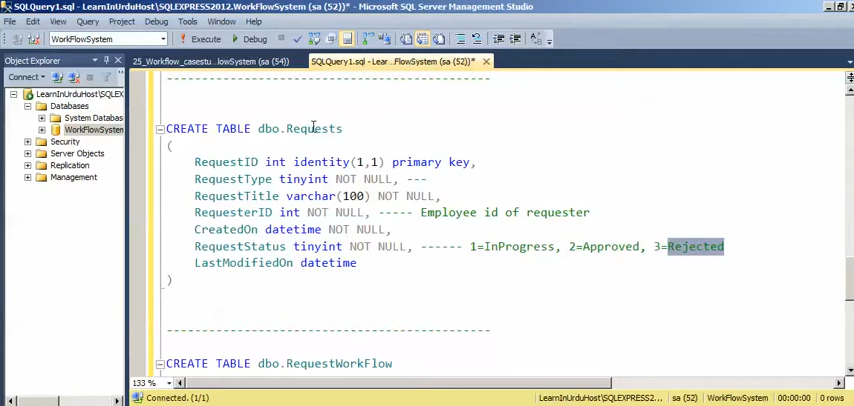 SQLQuery1.sql - LearnInUrduHost\SQLEXPRESS2012.WorkFlowSystem (sa (52))* - Microsoft SQL Server Management Studio
File Edit View Query Project Debug Tools Window Help
WorkFlowSystem Execute Debug
Object Explorer
25_Workflow_casestu...lowSystem (sa (54)) SQLQuery1.sql - Lear...FlowSystem (sa (52))*
Connect
LearnInUrduHost\SQLEXP
Databases
System Database
WorkFlowSystem
Security
Server Objects
Replication
Management
-------------------------------------------------
CREATE TABLE dbo.Requests
(
RequestID int identity(1,1) primary key,
RequestType tinyint NOT NULL, ---
RequestTitle varchar(100) NOT NULL,
RequesterID int NOT NULL, ----- Employee id of requester
CreatedOn datetime NOT NULL,
RequestStatus tinyint NOT NULL, ------ 1=InProgress, 2=Approved, 3=Rejected
LastModifiedOn datetime
)
-------------------------------------------------
CREATE TABLE dbo.RequestWorkFlow
133 %
Connected. (1/1) LearnInUrduHost\SQLEXPRESS2... sa (52) WorkFlowSystem 00:00:00 0 rows